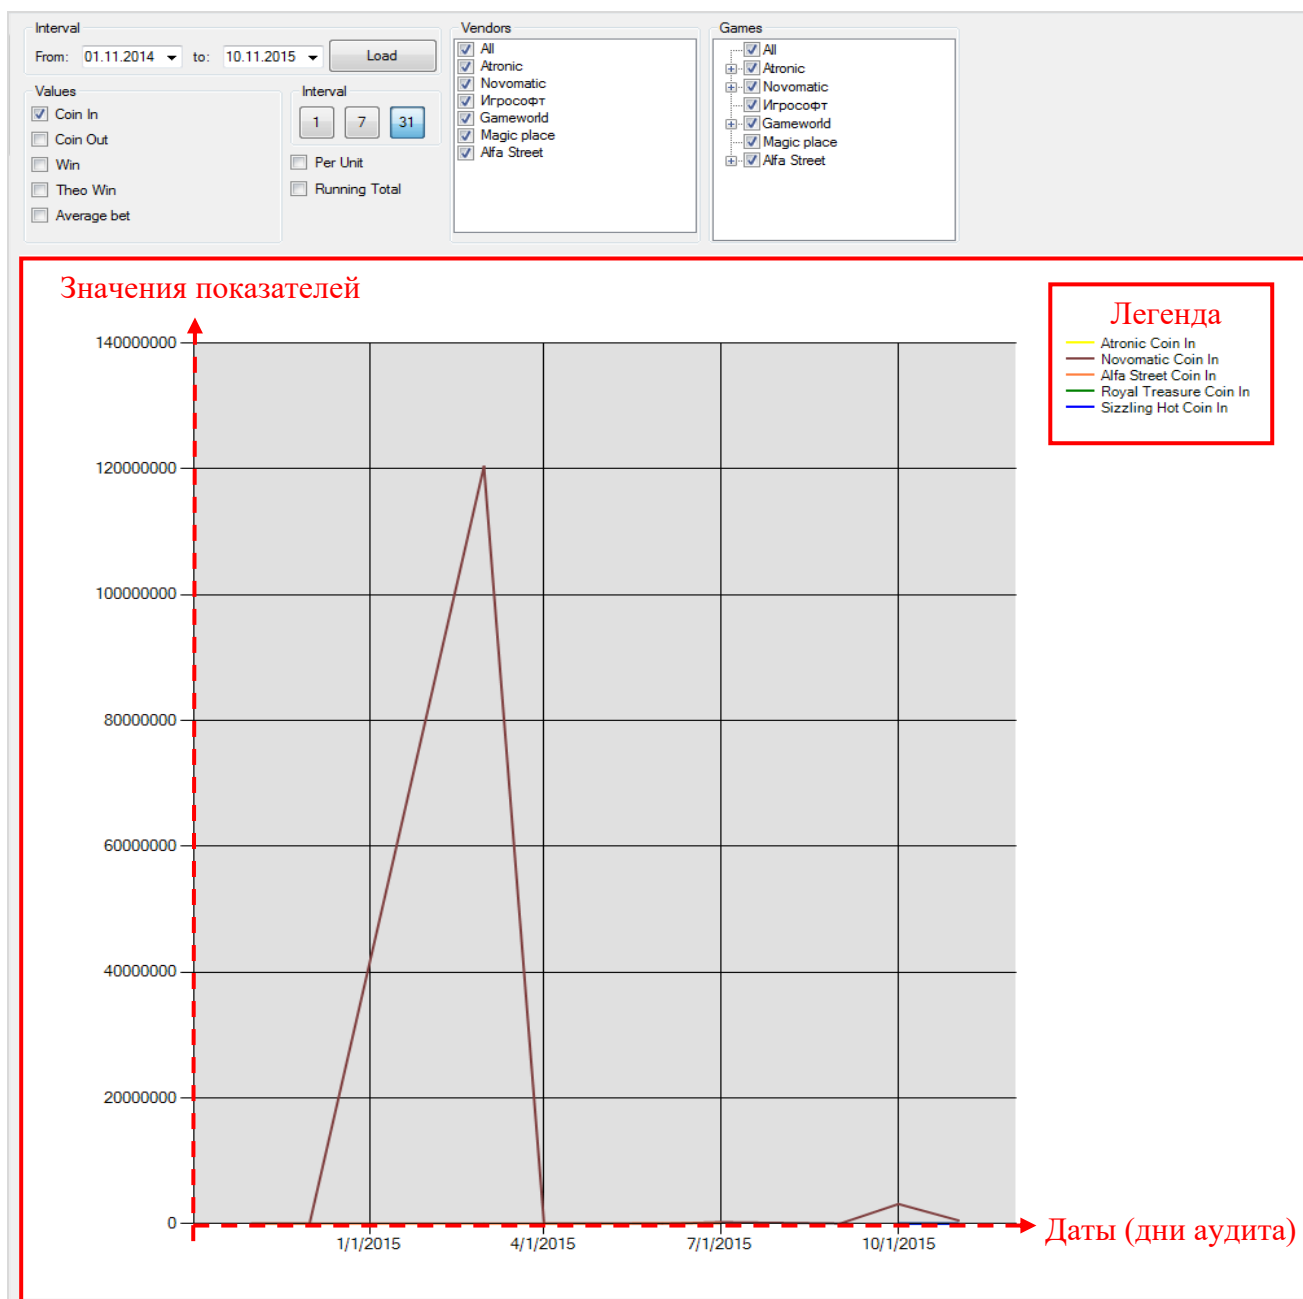 Interval
From: 01.11.2014 to: 10.11.2015 Load
Values
Coin In
Coin Out
Win
Theo Win
Average bet
Interval
1 7 31
Per Unit
Running Total
Vendors
All
Atronic
Novomatic
Игрософт
Gameworld
Magic place
Alfa Street
Games
All
Atronic
Novomatic
Игрософт
Gameworld
Magic place
Alfa Street
Значения показателей
Легенда
Atronic Coin In
Novomatic Coin In
Alfa Street Coin In
Royal Treasure Coin In
Sizzling Hot Coin In
140000000
120000000
100000000
80000000
60000000
40000000
20000000
0
1/1/2015 4/1/2015 7/1/2015 10/1/2015
Даты (дни аудита)